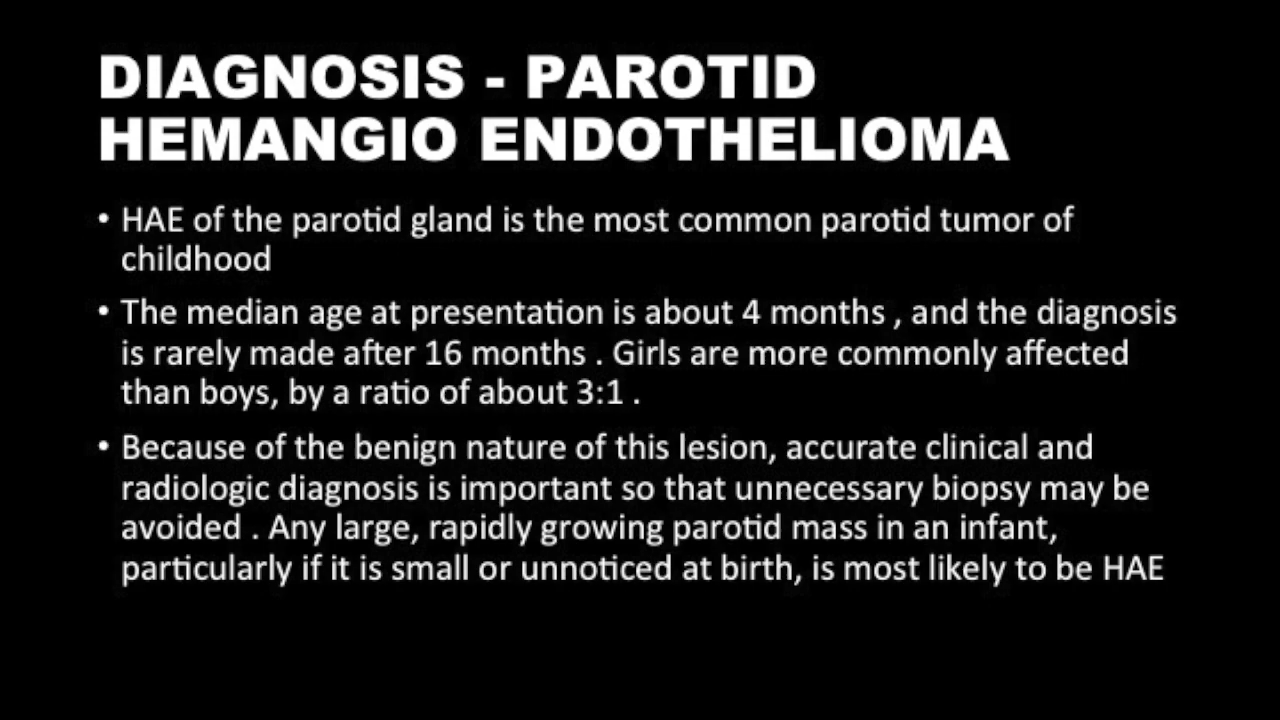 DIAGNOSIS - PAROTID
HEMANGIO ENDOTHELIOMA
• HAE of the parotid gland is the most common parotid tumor of
childhood
• The median age at presentation is about 4 months , and the diagnosis
is rarely made after 16 months . Girls are more commonly affected
than boys, by a ratio of about 3:1 .
• Because of the benign nature of this lesion, accurate clinical and
radiologic diagnosis is important so that unnecessary biopsy may be
avoided . Any large, rapidly growing parotid mass in an infant,
particularly if it is small or unnoticed at birth, is most likely to be HAE